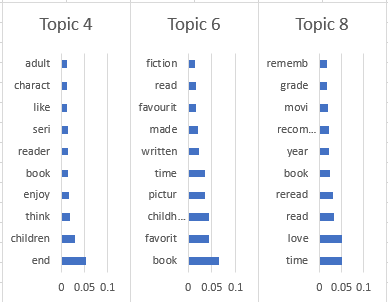 Topic 4
adult
charact
like
seri
reader
book
enjoy
think
children
end
0 0.05 0.1
Topic 6
fiction
read
favourit
made
written
time
pictur
childh...
favorit
book
0 0.05 0.1
Topic 8
rememb
grade
movi
recom...
year
book
reread
read
love
time
0 0.05 0.1